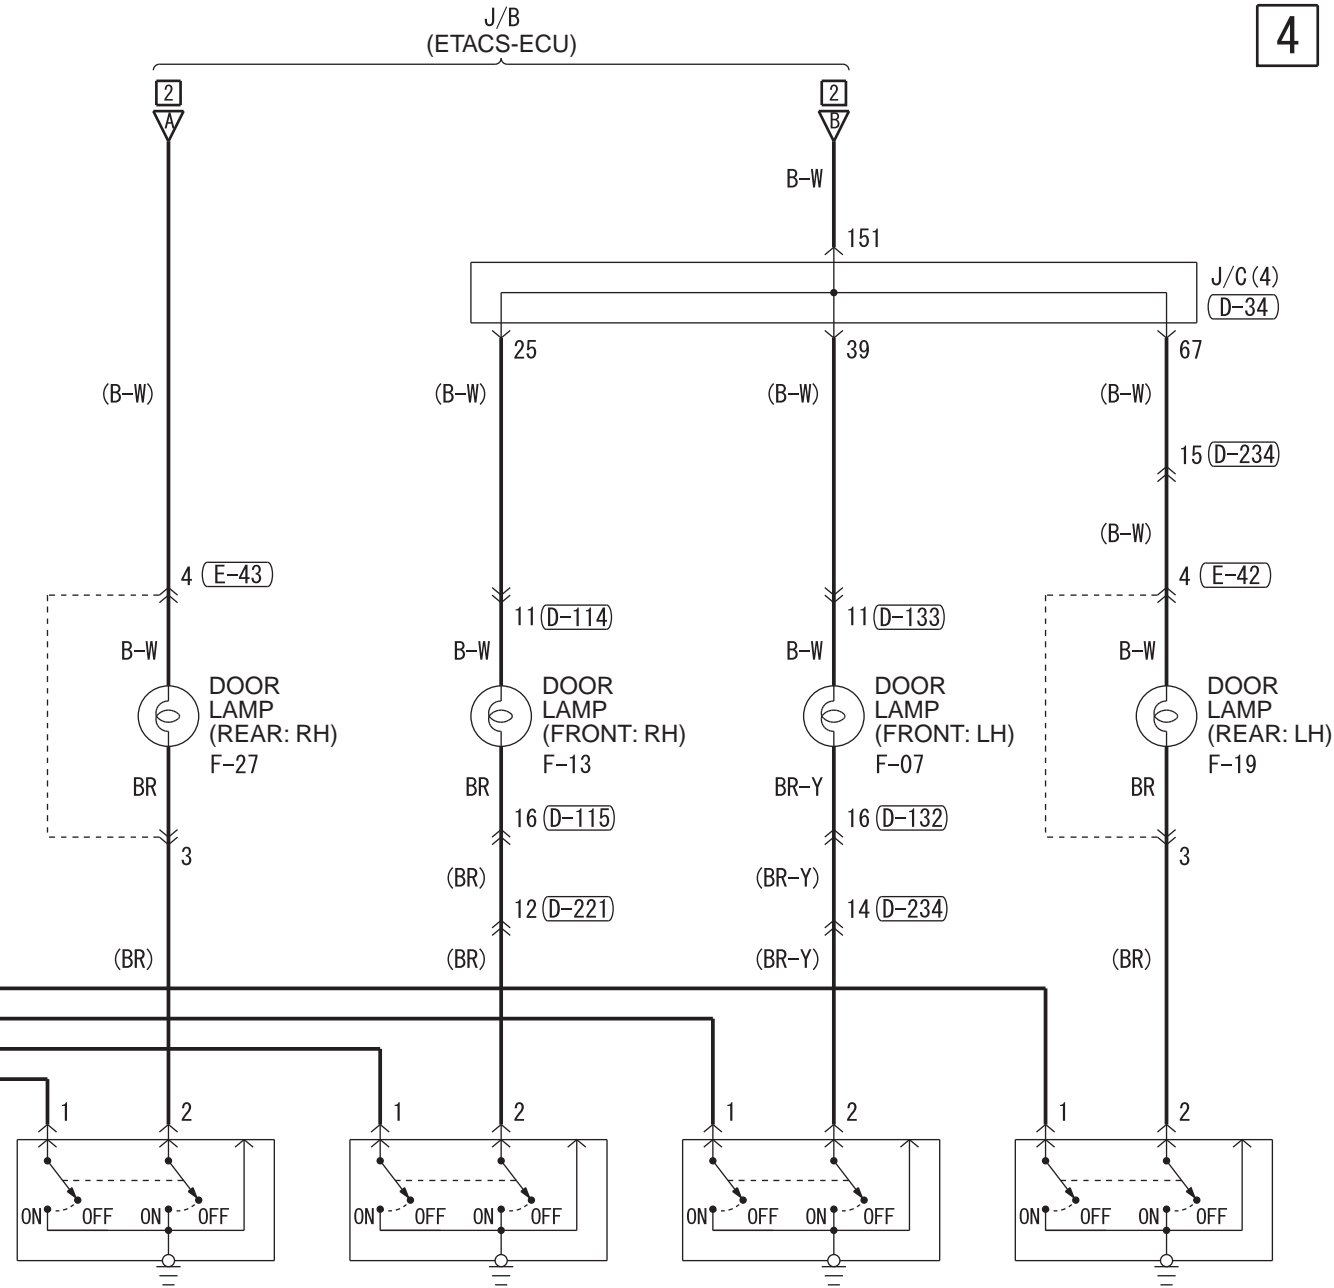 J/B
(ETACS-ECU)
4
2
2
A
B
B-W
151
J/C(4)
D-34
25
39
67
(B-W)
(B-W)
(B-W)
(B-W)
15 D-234
(B-W)
4 E-43
4 E-42
11 D-114
11 D-133
B-W
B-W
B-W
B-W
DOOR
LAMP
(REAR: RH)
F-27
DOOR
LAMP
(FRONT: RH)
F-13
DOOR
LAMP
(FRONT: LH)
F-07
DOOR
LAMP
(REAR: LH)
F-19
BR
BR
BR-Y
BR
16 D-115
16 D-132
3
3
(BR)
(BR-Y)
12 D-221
14 D-234
(BR)
(BR)
(BR-Y)
(BR)
1
2
1
2
1
2
1
2
ON
OFF
ON
OFF
ON
OFF
ON
OFF
ON
OFF
ON
OFF
ON
OFF
ON
OFF